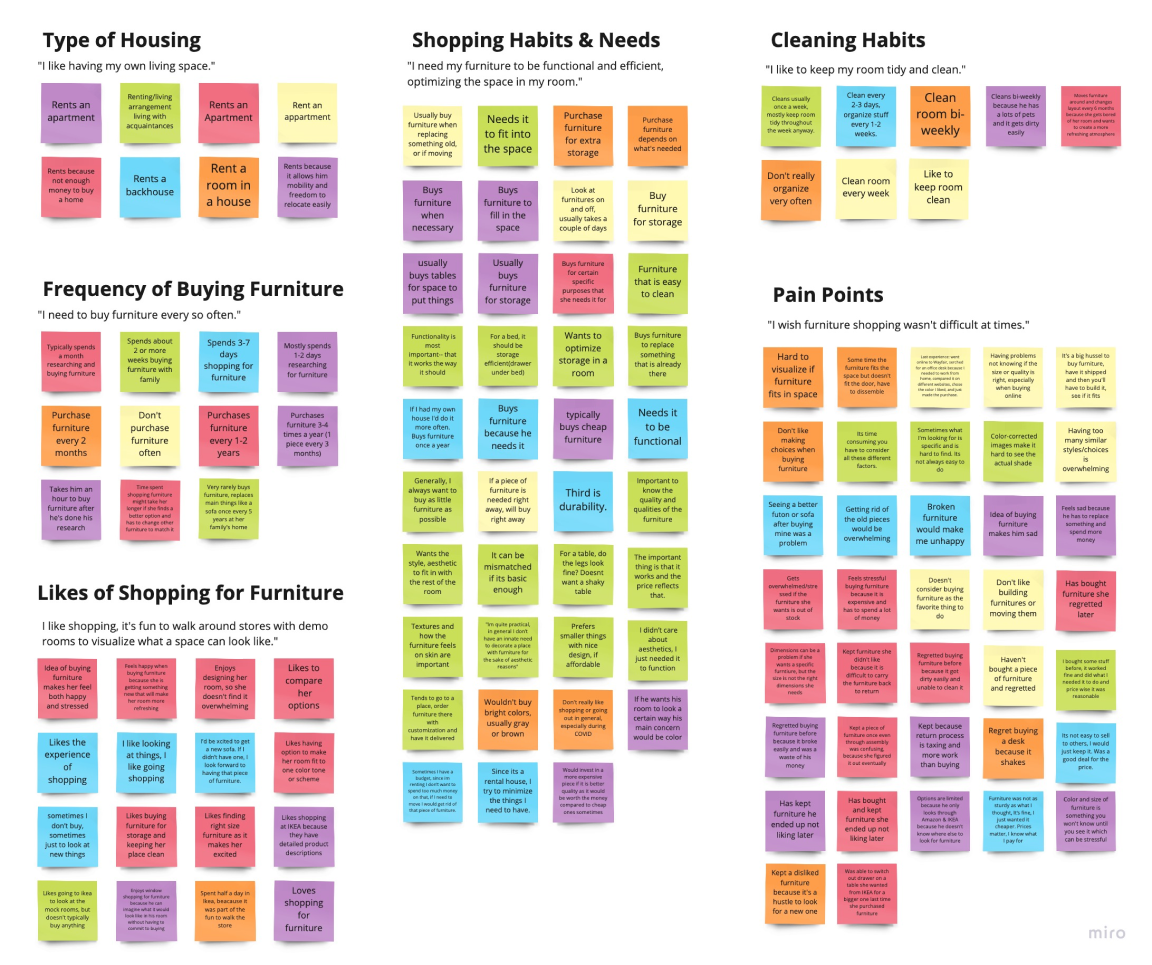 Type of Housing
"I like having my own living space."
Rents an
apartment
Renting/living
arrangement
living with
acquaintances
Rents an
Apartment
Rent an
appartment
Rents because
not enough
money to buy
a home
Rents a
backhouse
Rent a
room in
a house
Rents because
it allows him
mobility and
freedom to
relocate easily
Frequency of Buying Furniture
"I need to buy furniture every so often."
Typically spends
a month
researching and
buying furniture
Spends about
2 or more
weeks buying
furniture with
family
Spends 3-7
days
shopping for
furniture
Mostly spends
1-2 days
researching
for furniture
Purchase
furniture
every 2
months
Don't
purchase
furniture
often
Purchases
furniture
every 1-2
years
Purchases
furniture 3-4
times a year (1
piece every 3
months)
Takes him an
hour to buy
furniture after
he's done his
research
Time spent
shopping furniture
might take her
longer if she finds a
better option and
has to change other
furniture to match it
Very rarely buys
furniture, replaces
main things like a
sofa once every 5
years at her
family's home
Likes of Shopping for Furniture
I like shopping, it's fun to walk around stores with demo
rooms to visualize what a space can look like."
Idea of buying
furniture
makes her feel
both happy
and stressed
Feels happy when
buying furniture
because she is
getting something
new that will make
her room more
refreshing
Enjoys
designing her
room, so she
doesn't find it
overwhelming
Likes to
compare
her
options
Likes the
experience
of
shopping
I like looking
at things, I
like going
shopping
I'd be exited to get
a new sofa. If I
didn't have one, I
look forward to
having that piece
of furniture.
Likes having
option to make
her room fit to
one color tone
or scheme
sometimes I
don't buy,
sometimes
just to look at
new things
Likes buying
furniture for
storage and
keeping her
place clean
Likes finding
right size
furniture as it
makes her
excited
Likes shopping
at IKEA because
they have
detailed product
descriptions
Likes going to ikea
to look at the
mock rooms, but
doesn't typically
buy anything
Enjoys window
shopping for furniture
because he can
imagine what it would
look like in his room
without having to
commit to buying
Spent half a day in
Ikea, beacause it
was part of the
fun to walk the
store
Loves
shopping
for
furniture
Shopping Habits & Needs
"I need my furniture to be functional and efficient,
optimizing the space in my room."
Usually buy
furniture when
replacing
something old,
or if moving
Needs it
to fit into
the space
Purchase
furniture
for extra
storage
Purchase
furniture
depends on
what's needed
Buys
furniture
when
necessary
Buys
furniture to
fill in the
space
Look at
furnitures on
and off,
usually takes a
couple of days
Buy
furniture
for storage
usually
buys tables
for space to
put things
Usually
buys
furniture
for storage
Buys furniture
for certain
specific
purposes that
she needs it for
Furniture
that is easy
to clean
Functionality is
most
important-- that
it works the way
it should
For a bed, it
should be
storage
efficient(drawer
under bed)
Wants to
optimize
storage in a
room
Buys furniture
to replace
something
that is already
there
If I had my own
house I'd do it
more often.
Buys furniture
once a year
Buys
furniture
because he
needs it
typically
buys cheap
furniture
Needs it
to be
functional
Generally, I
always want to
buy as little
furniture as
possible
If a piece of
furniture is
needed right
away, will buy
right away
Third is
durability.
Important to
know the
quality and
qualities of the
furniture
Wants the
style, aesthetic
to fit in with
the rest of the
room
It can be
mismatched
if its basic
enough
For a table, do
the legs look
fine? Doesnt
want a shaky
table
The important
thing is that it
works and the
price reflects
that.
Textures and
how the
furniture feels
on skin are
important
"Im quite practical,
in general I don't
have an innate need
to decorate a place
with furniture for
the sake of aesthetic
reasons"
Prefers
smaller things
with nice
design, if
affordable
I didn't care
about
aesthetics, I
just needed it
to function
Tends to go to a
place, order
furniture there
with
customization and
have it delivered
Wouldn't buy
bright colors,
usually gray
or brown
Don't really like
shopping or going
out in general,
especially during
COVID
If he wants his
room to look a
certain way his
main concern
would be color
Sometimes i have a
budget, since im
renting I don't want to
spend too much money
on that, if I need to
move I would get rid of
that piece of furniture.
Since its a
rental house, I
try to minimize
the things I
need to have.
Would invest in a
more expensive
piece if it is better
quality as it would
be worth the money
compared to cheap
ones sometimes
Cleaning Habits
"I like to keep my room tidy and clean."
Cleans usually
once a week,
mostly keep room
tidy throughout
the week anyway.
Clean every
2-3 days,
organize stuff
every 1-2
weeks.
Clean
room bi-
weekly
Cleans bi-weekly
because he has
a lots of pets
and it gets dirty
easily
Moves furniture
around and changes
layout every 6 months
because she gets bored
of her room and wants
to create a more
refreshing atmosphere
Don't really
organize
very often
Clean room
every week
Like to
keep room
clean
Pain Points
"I wish furniture shopping wasn't difficult at times."
Hard to
visualize if
furniture
fits in space
Some time the
furniture fits the
space but doesn't
fit the door, have
to dissemble
Having problems
not knowing if the
size or quality is
right, especially
when buying
online
It's a big hussel to
buy furniture,
have it shipped
and then you'll
have to build it,
see if it fits
Don't like
making
choices when
buying
furniture
Its time
consuming you
have to consider
all these different
factors.
Sometimes what
I'm looking for is
specific and is
hard to find. Its
not always easy to
do
Color-corrected
images make it
hard to see the
actual shade
Having too
many similar
styles/choices
is
overwhelming
Seeing a better
futon or sofa
after buying
mine was a
problem
Getting rid of
the old pieces
would be
overwhelming
Broken
furniture
would make
me unhappy
Idea of buying
furniture
makes him sad
Feels sad because
he has to replace
something and
spend more
money
Gets
overwhelmed/stre
ssed if the
furniture she
wants is out of
stock
Feels stressful
buying furniture
because it is
expensive and
has to spend a lot
of money
Doesn't
consider buying
furniture as the
favorite thing to
do
Don't like
building
furnitures or
moving them
Has bought
furniture she
regretted
later
Dimensions can be a
problem if she
wants a specific
furniture, but the
size is not the right
dimensions she
needs
Kept furniture she
didn't like
because it is
difficult to carry
the furniture back
to return
Regretted buying
furniture before
because it got
dirty easily and
unable to clean it
Haven't
bought a piece
of furniture
and regretted
I bought some stuff
before, it worked
fine and did what I
needed it to do and
price wise it was
reasonable
Regretted buying
furniture before
because it broke
easily and was a
waste of his
money
Kept a piece of
furniture once even
through assembly
was confusing,
because she figured
it out eventually
Kept because
return process
is taxing and
more work
than buying
Regret buying
a desk
because it
shakes
Its not easy to sell
to others, I would
just keep it. Was a
good deal for the
price.
Has kept
furniture he
ended up not
liking later
Has bought and
kept furniture
she ended up
not liking later
Options are limited
because he only
looks through
Amazon & IKEA
because he doesn't
know where else to
look for furniture
Furniture was not as
sturdy as what I
thought, It's fine, I
just wanted it
cheaper. Prices
matter, I knew what
I pay for
Color and size of
furniture is
something you
won't know until
you see it which
can be stressful
Kept a disliked
furniture
because it's a
hustle to look
for a new one
Was able to switch
out drawer on a
table she wanted
from IKEA for a
bigger one last time
she purchased
furniture
miro